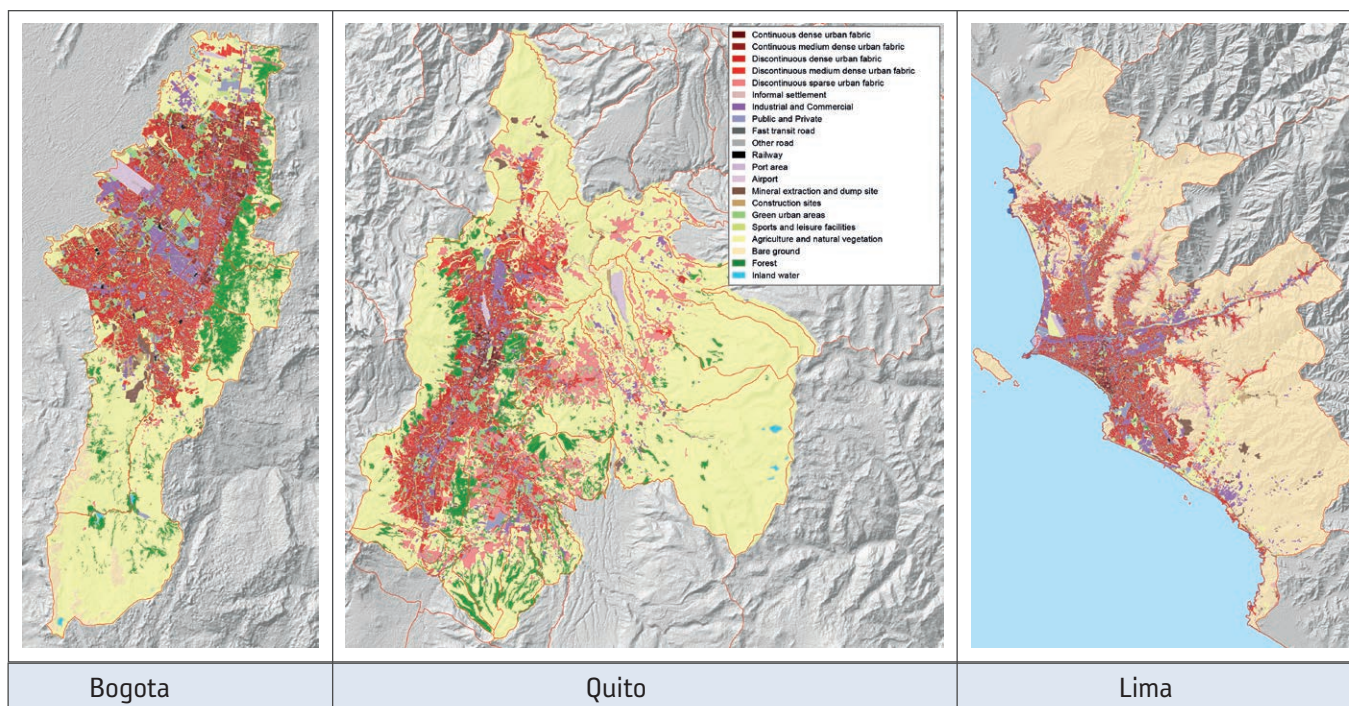 Continuous dense urban fabric
Continuous medium dense urban fabric
Discontinuous dense urban fabric
Discontinuous medium dense urban fabric
Discontinuous sparse urban fabric
Informal settlement
Industrial and Commercial
Public and Private
Fast transit road
Other road
Railway
Port area
Airport
Mineral extraction and dump site
Construction sites
Green urban areas
Sports and leisure facilities
Agriculture and natural vegetation
Bare ground
Forest
Inland water
Bogota
Quito
Lima